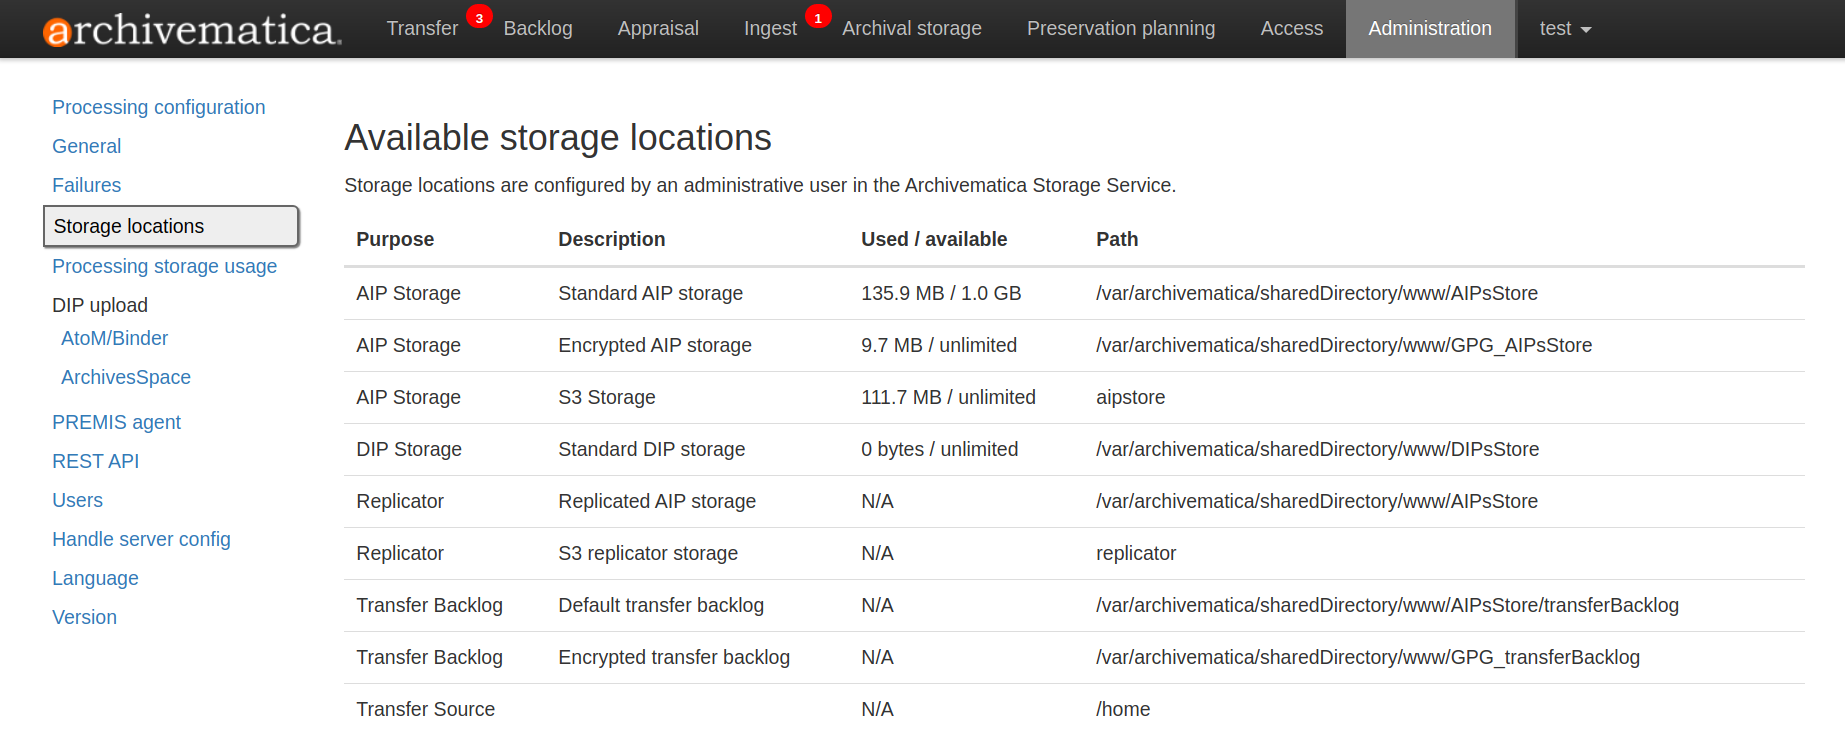 archivematica
Transfer 3 Backlog Appraisal Ingest 1 Archival storage Preservation planning Access Administration test
Processing configuration
General
Failures
Storage locations
Processing storage usage
DIP upload
AtoM/Binder
ArchivesSpace
PREMIS agent
REST API
Users
Handle server config
Language
Version
Available storage locations
Storage locations are configured by an administrative user in the Archivematica Storage Service.
Purpose Description Used / available Path
AIP Storage Standard AIP storage 135.9 MB / 1.0 GB /var/archivematica/sharedDirectory/www/AIPsStore
AIP Storage Encrypted AIP storage 9.7 MB / unlimited /var/archivematica/sharedDirectory/www/GPG_AIPsStore
AIP Storage S3 Storage 111.7 MB / unlimited aipstore
DIP Storage Standard DIP storage 0 bytes / unlimited /var/archivematica/sharedDirectory/www/DIPsStore
Replicator Replicated AIP storage N/A /var/archivematica/sharedDirectory/www/AIPsStore
Replicator S3 replicator storage N/A replicator
Transfer Backlog Default transfer backlog N/A /var/archivematica/sharedDirectory/www/AIPsStore/transferBacklog
Transfer Backlog Encrypted transfer backlog N/A /var/archivematica/sharedDirectory/www/GPG_transferBacklog
Transfer Source N/A /home